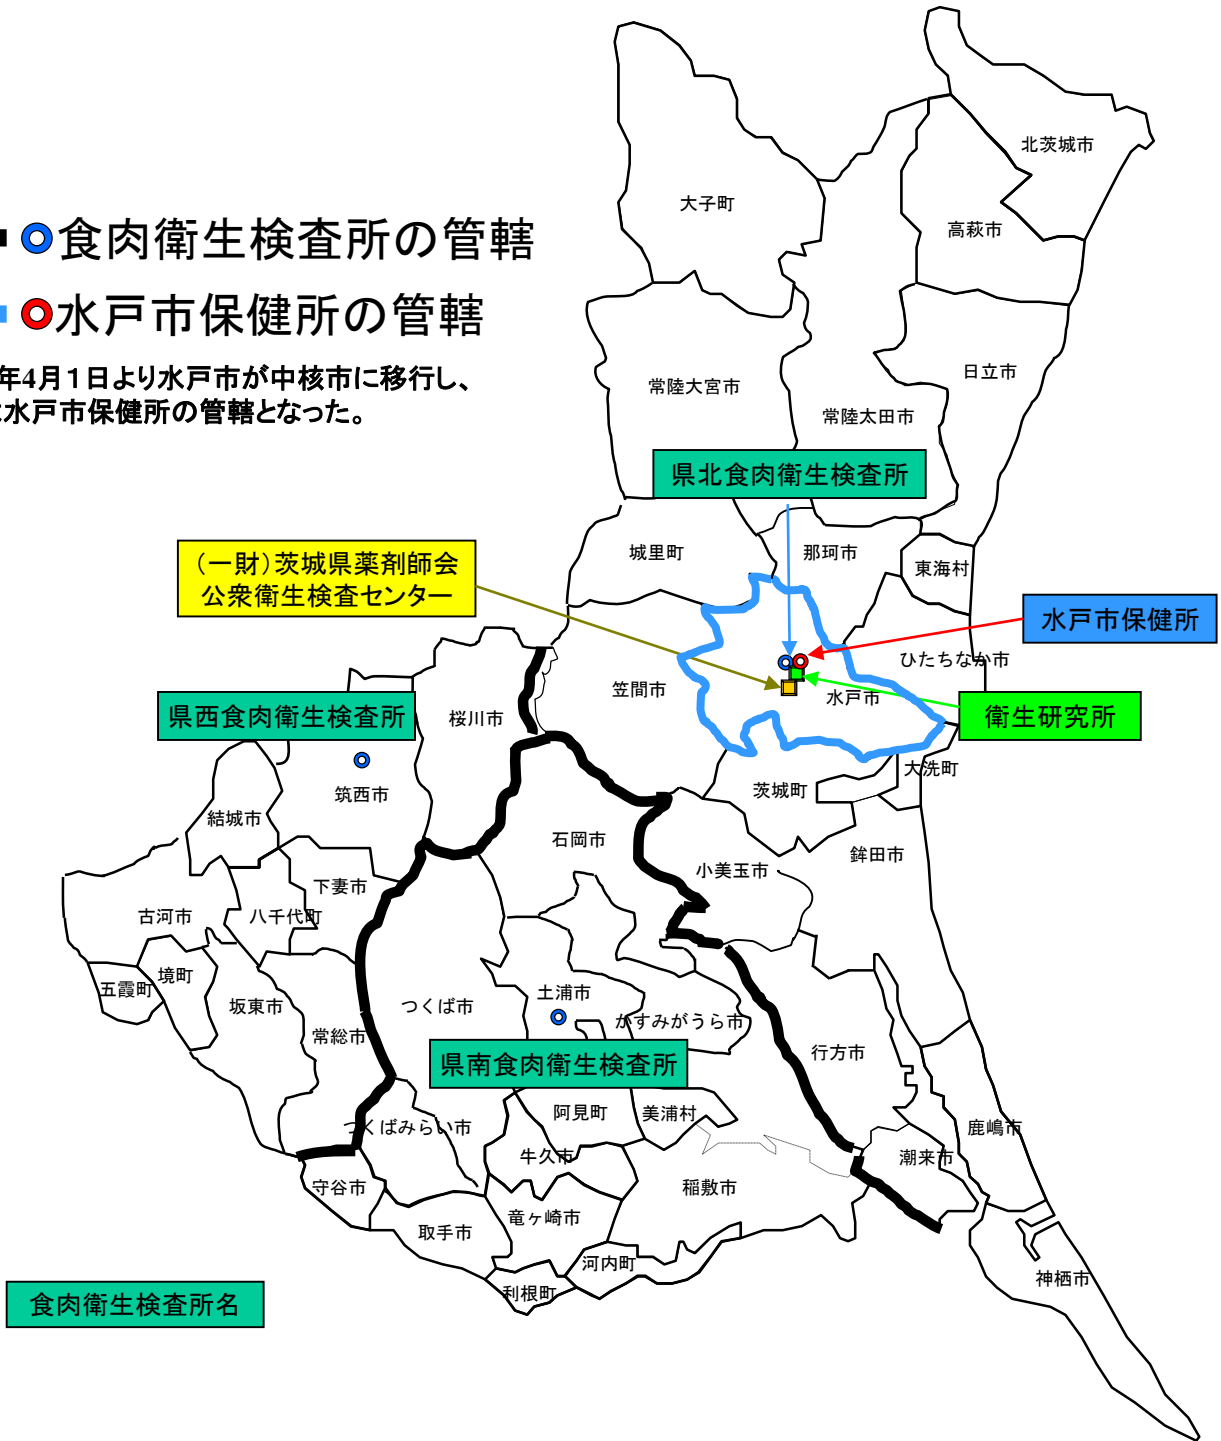 食肉衛生検査所の管轄
水戸市保健所の管轄
年4月1日より水戸市が中核市に移行し、
水戸市保健所の管轄となった。
北茨城市
大子町
高萩市
日立市
常陸大宮市
常陸太田市
県北食肉衛生検査所
(一財)茨城県薬剤師会
公衆衛生検査センター
城里町
那珂市
東海村
水戸市保健所
ひたちなか市
笠間市
水戸市
衛生研究所
県西食肉衛生検査所
桜川市
大洗町
茨城町
筑西市
結城市
石岡市
鉾田市
小美玉市
下妻市
古河市
八千代町
境町
五霞町
坂東市
土浦市
つくば市
かすみがうら市
常総市
行方市
県南食肉衛生検査所
阿見町
美浦村
つくばみらい市
鹿嶋市
牛久市
潮来市
守谷市
稲敷市
竜ヶ崎市
取手市
河内町
神栖市
利根町
食肉衛生検査所名